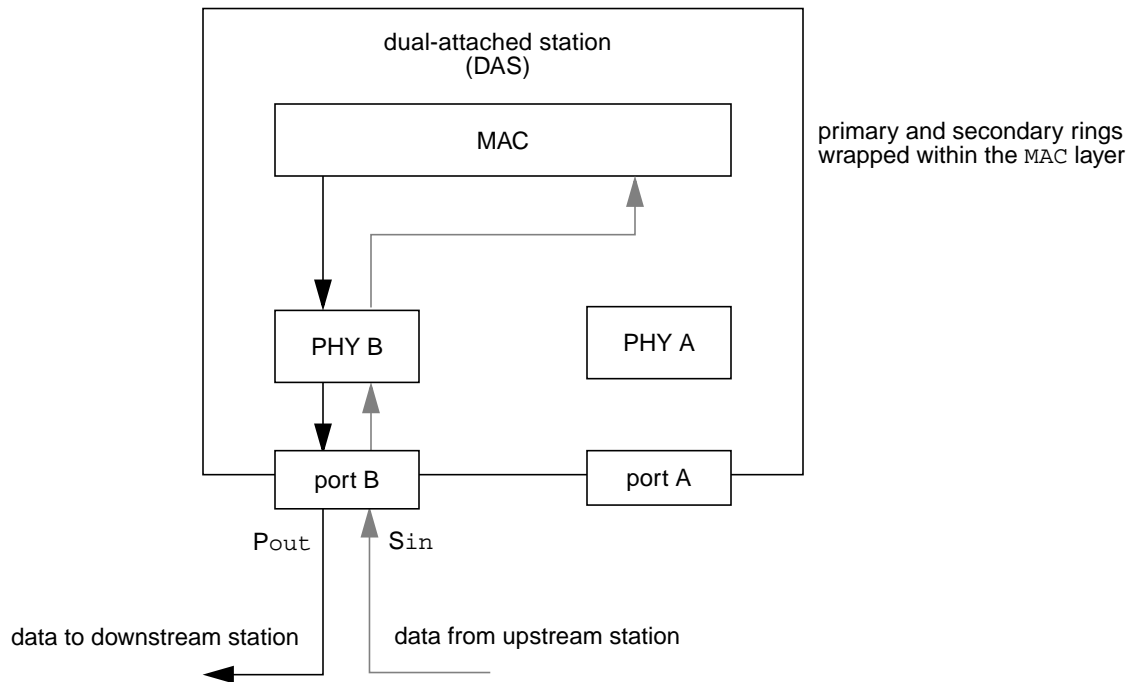 dual-attached station
(DAS)
MAC
primary and secondary rings
wrapped within the MAC layer
PHY B
PHY A
port B
port A
Pout
Sin
data to downstream station
data from upstream station